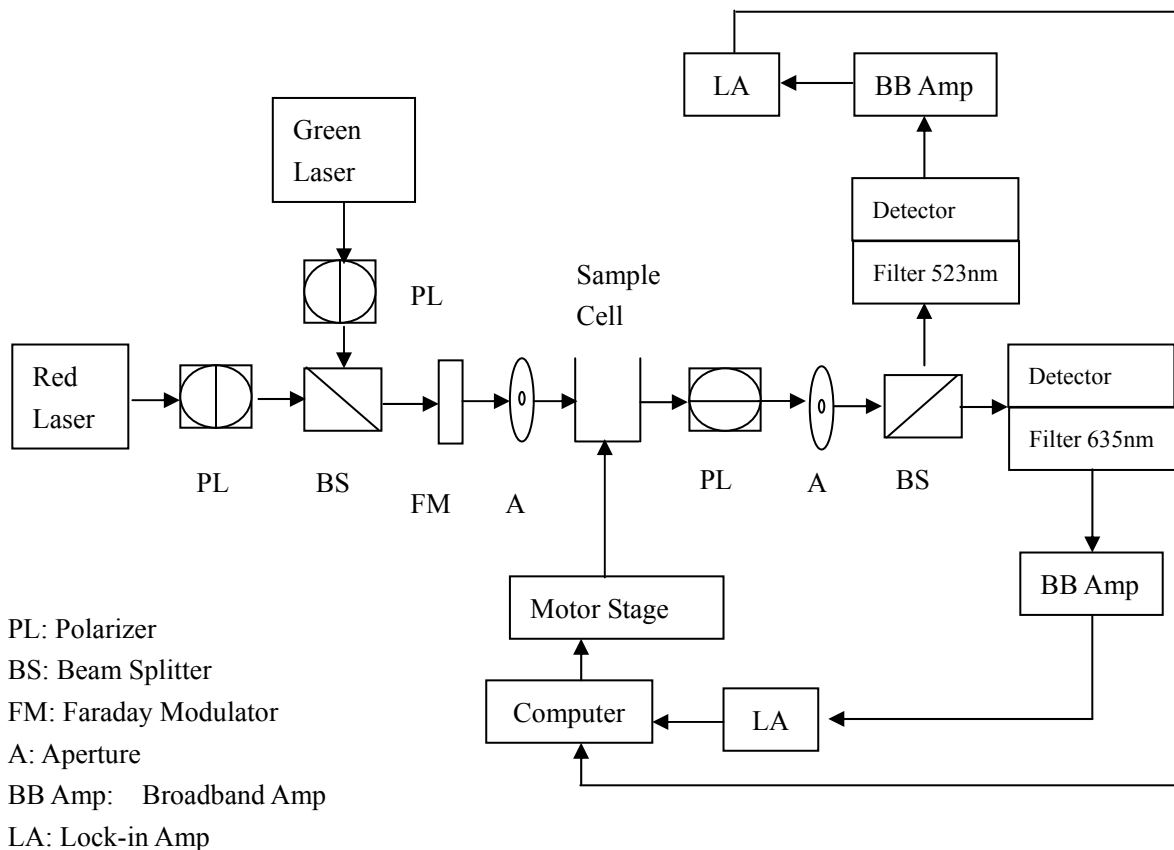 LA
BB Amp
Green
Laser
Detector
Filter 523nm
PL
Sample
Cell
Red
Laser
Detector
Filter 635nm
PL
BS
FM
A
PL
A
BS
BB Amp
Motor Stage
Computer
LA
PL: Polarizer
BS: Beam Splitter
FM: Faraday Modulator
A: Aperture
BB Amp: Broadband Amp
LA: Lock-in Amp